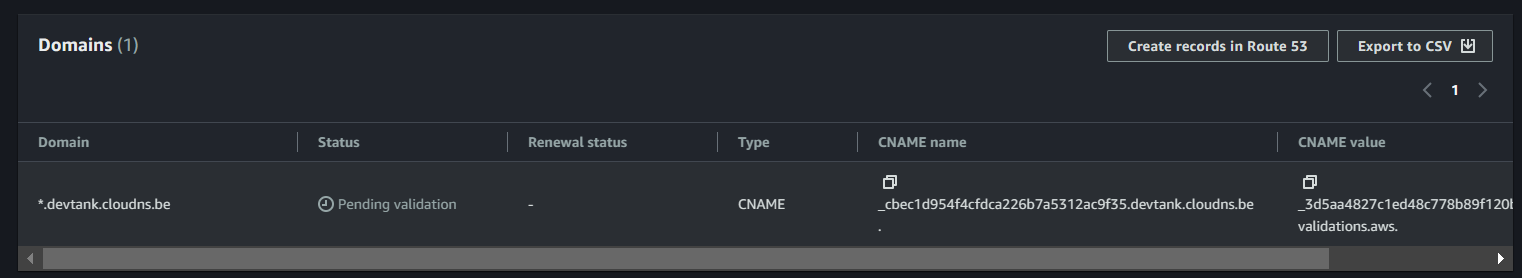 Domains (1)
Create records in Route 53
Export to CSV
1
Domain
Status
Renewal status
Type
CNAME name
CNAME value
*.devtank.cloudns.be
Pending validation
-
CNAME
_cbec1d954f4cfdca226b7a5312ac9f35.devtank.cloudns.be
.
_3d5aa4827c1ed48c778b89f120b
validations.aws.